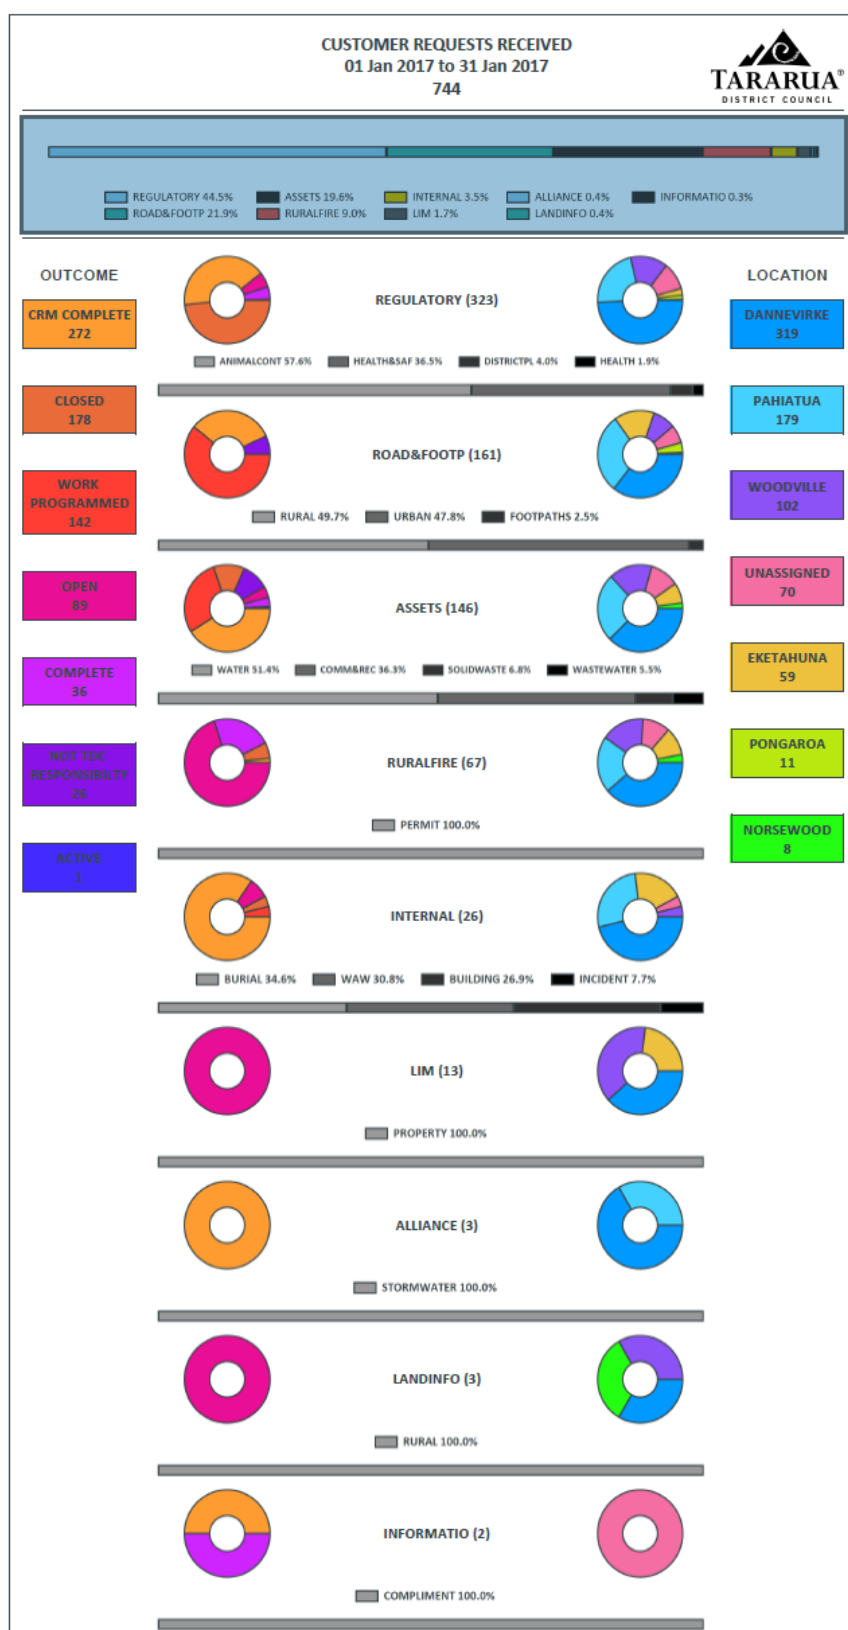 CUSTOMER REQUESTS RECEIVED
01 Jan 2017 to 31 Jan 2017
744
TARARUA®
DISTRICT COUNCIL
REGULATORY 44.5% ASSETS 19.6% INTERNAL 3.5% ALLIANCE 0.4% INFORMATIO 0.3%
ROAD&FOOTP 21.9% RURALFIRE 9.0% LIM 1.7% LANDINFO 0.4%
OUTCOME
CRM COMPLETE
272
CLOSED
178
WORK
PROGRAMMED
142
OPEN
89
COMPLETE
36
NOT TDC
RESPONSIBILTY
26
ACTIVE
1
REGULATORY (323)
ANIMALCONT 57.6% HEALTH&SAF 36.5% DISTRICTPL 4.0% HEALTH 1.9%
ROAD&FOOTP (161)
RURAL 49.7% URBAN 47.8% FOOTPATHS 2.5%
ASSETS (146)
WATER 51.4% COMM&REC 36.3% SOLIDWASTE 6.8% WASTEWATER 5.5%
RURALFIRE (67)
PERMIT 100.0%
INTERNAL (26)
BURIAL 34.6% WAW 30.8% BUILDING 26.9% INCIDENT 7.7%
LIM (13)
PROPERTY 100.0%
ALLIANCE (3)
STORMWATER 100.0%
LANDINFO (3)
RURAL 100.0%
INFORMATIO (2)
COMPLIMENT 100.0%
LOCATION
DANNEVIRKE
319
PAHIATUA
179
WOODVILLE
102
UNASSIGNED
70
EKETAHUNA
59
PONGAROA
11
NORSEWOOD
8